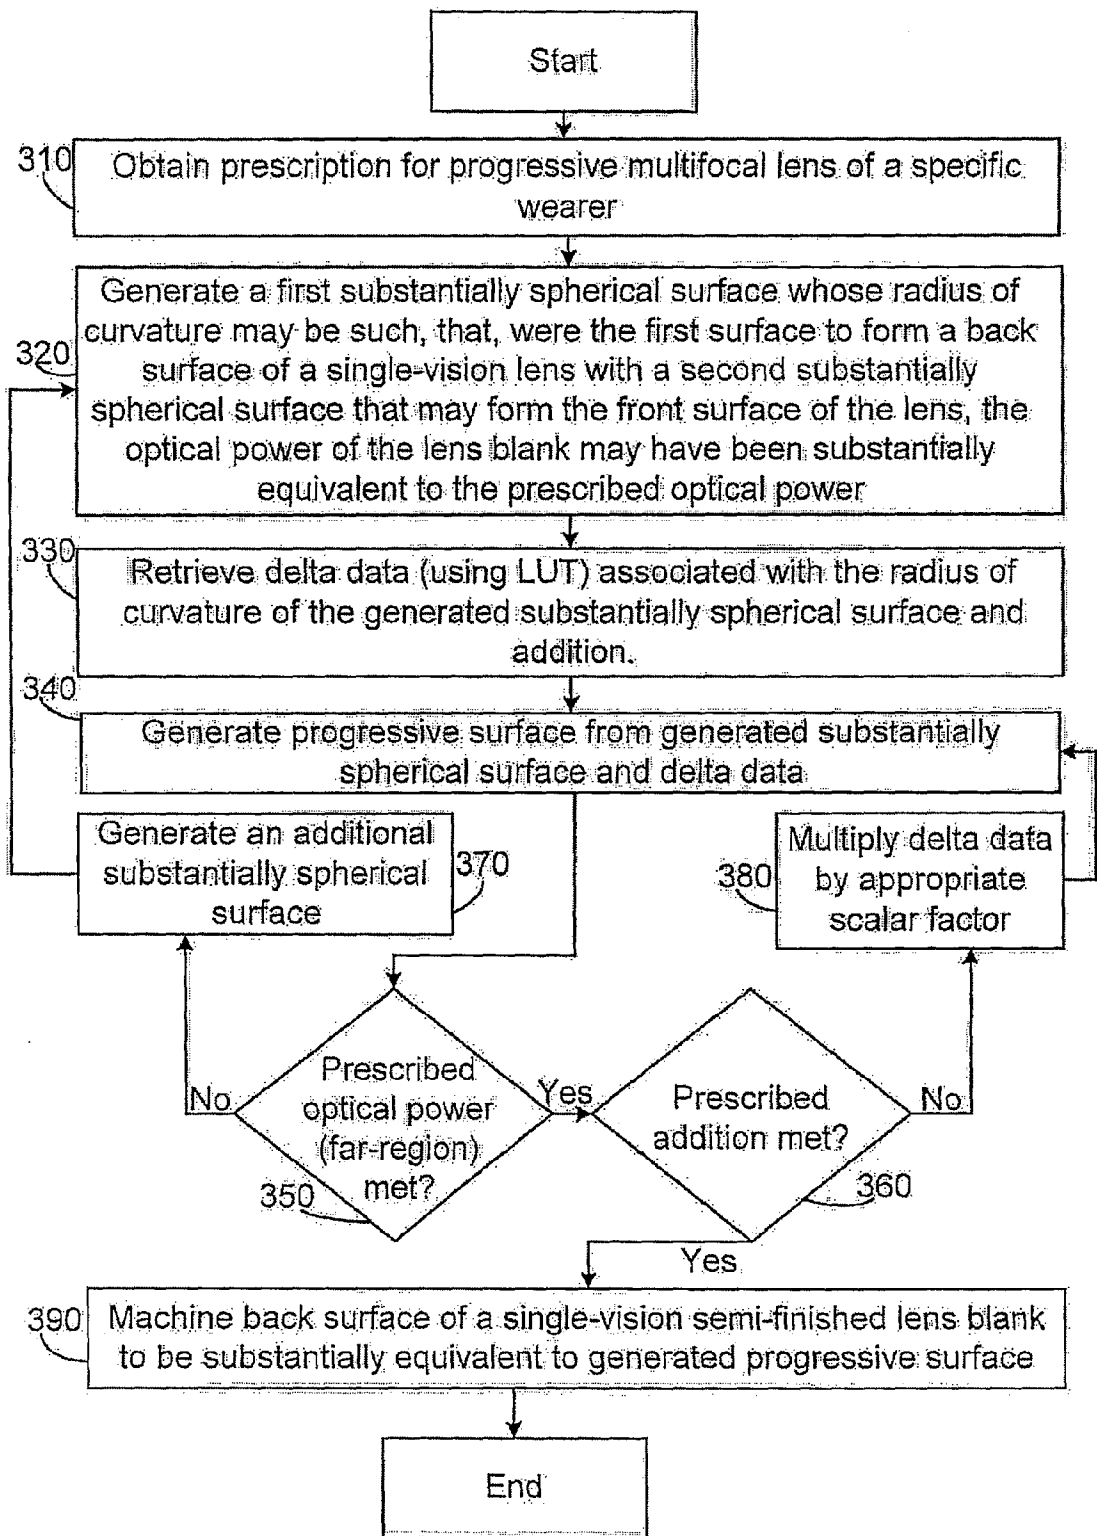 Start
310
Obtain prescription for progressive multifocal lens of a specific
wearer
320
Generate a first substantially spherical surface whose radius of
curvature may be such, that, were the first surface to form a back
surface of a single-vision lens with a second substantially
spherical surface that may form the front surface of the lens, the
optical power of the lens blank may have been substantially
equivalent to the prescribed optical power
330
Retrieve delta data (using LUT) associated with the radius of
curvature of the generated substantially spherical surface and
addition.
340
Generate progressive surface from generated substantially
spherical surface and delta data
Generate an additional
substantially spherical
surface
370
380
Multiply delta data
by appropriate
scalar factor
No
Prescribed
optical power
(far-region)
met?
350
Yes
Prescribed
addition met?
360
No
Yes
390
Machine back surface of a single-vision semi-finished lens blank
to be substantially equivalent to generated progressive surface
End